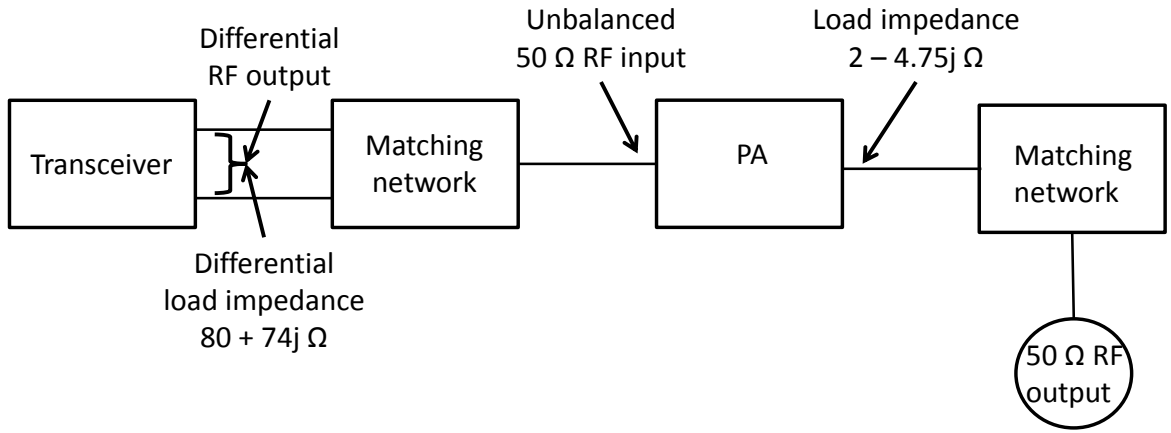 Differential
RF output
Unbalanced
50 Ω RF input
Load impedance
2 – 4.75j Ω
Transceiver
Matching
network
PA
Matching
network
Differential
load impedance
80 + 74j Ω
50 Ω RF
output